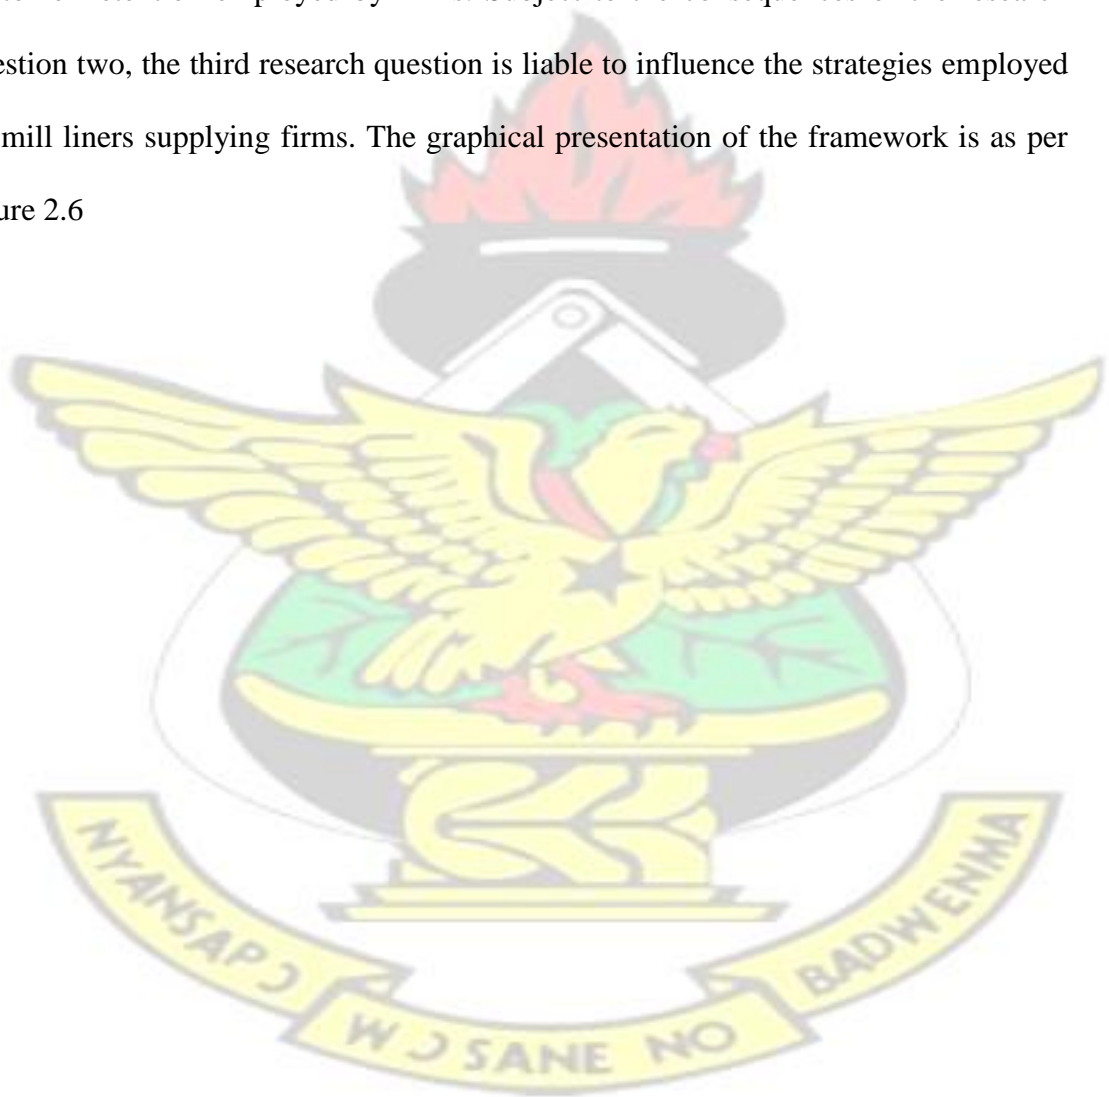 estion two, the third research question is liable to influence the strategies employed
mill liners supplying firms. The graphical presentation of the framework is as per
ure 2.6
NYANSAPƆ
WƆSANE NO
BADWENMA